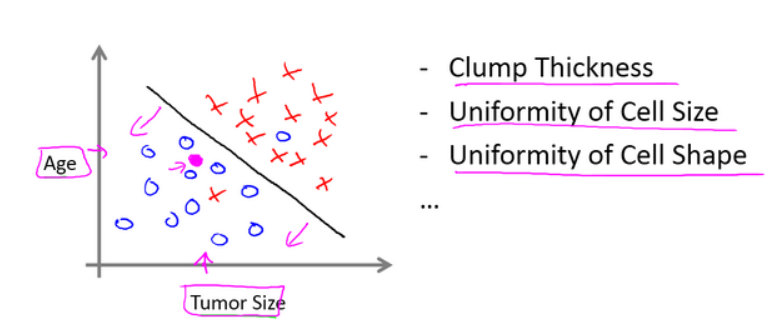 - Clump Thickness
- Uniformity of Cell Size
- Uniformity of Cell Shape
...
Age
Tumor Size